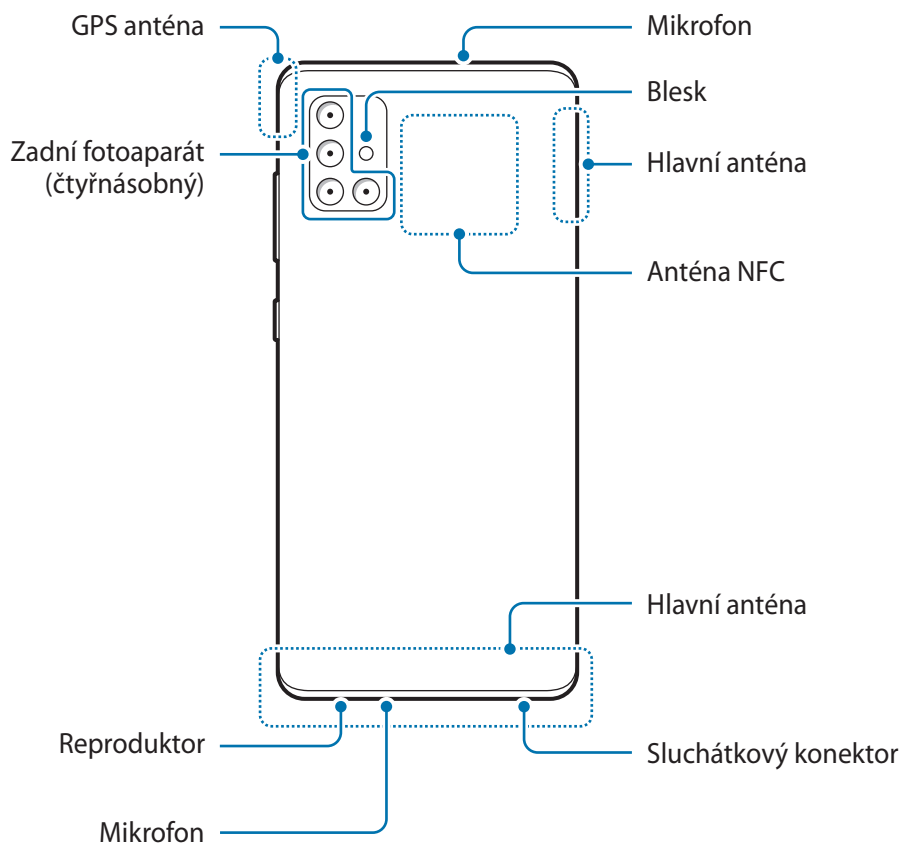 GPS anténa
Mikrofon
Blesk
Zadní fotoaparát
(čtyřnásobný)
Hlavní anténa
Anténa NFC
Hlavní anténa
Reproduktor
Sluchátkový konektor
Mikrofon